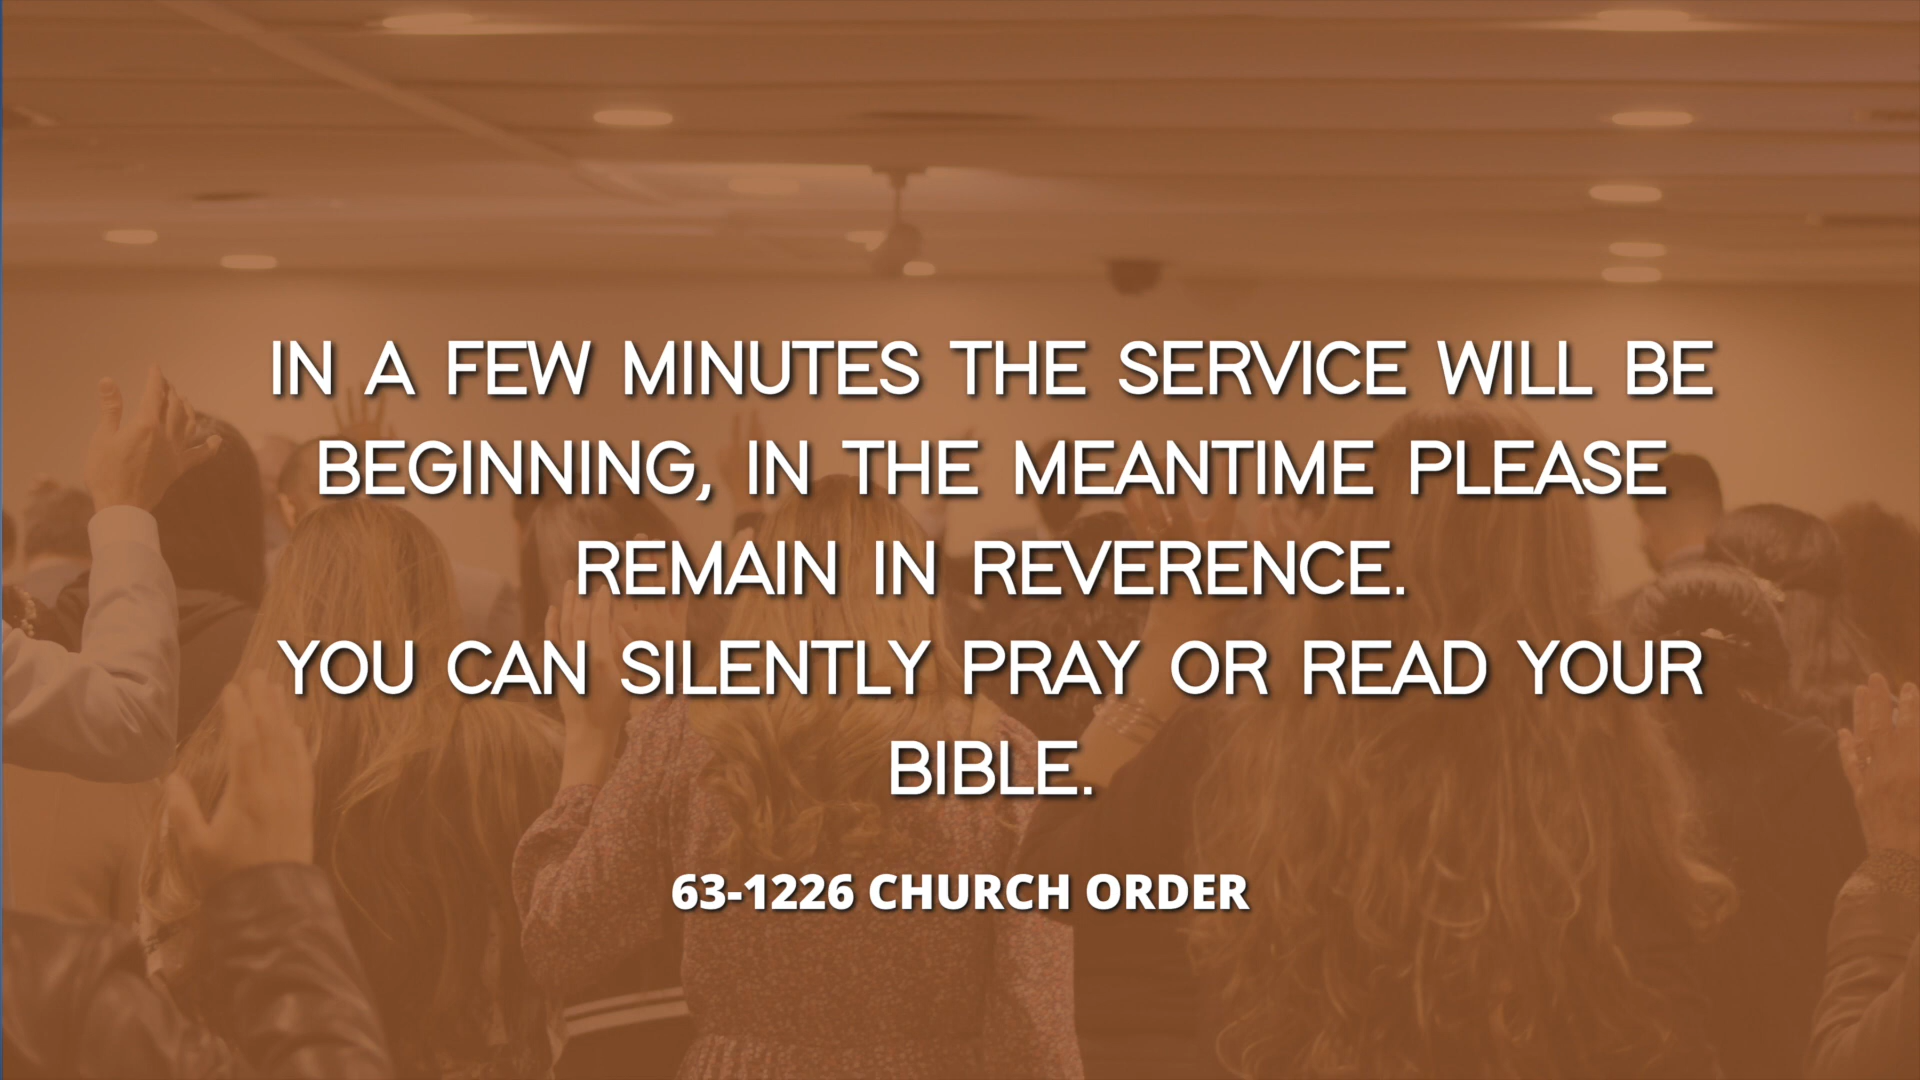 IN A FEW MINUTES THE SERVICE WILL BE
BEGINNING, IN THE MEANTIME PLEASE
REMAIN IN REVERENCE.
YOU CAN SILENTLY PRAY OR READ YOUR
BIBLE.
63-1226 CHURCH ORDER